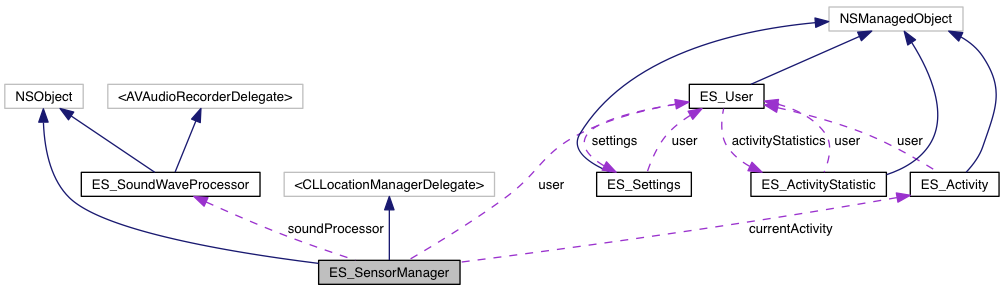 NSManagedObject
NSObject
<AVAudioRecorderDelegate>
ES_User
settings
user
activityStatistics
user
user
ES_SoundWaveProcessor
<CLLocationManagerDelegate>
user
ES_Settings
ES_ActivityStatistic
ES_Activity
soundProcessor
currentActivity
ES_SensorManager